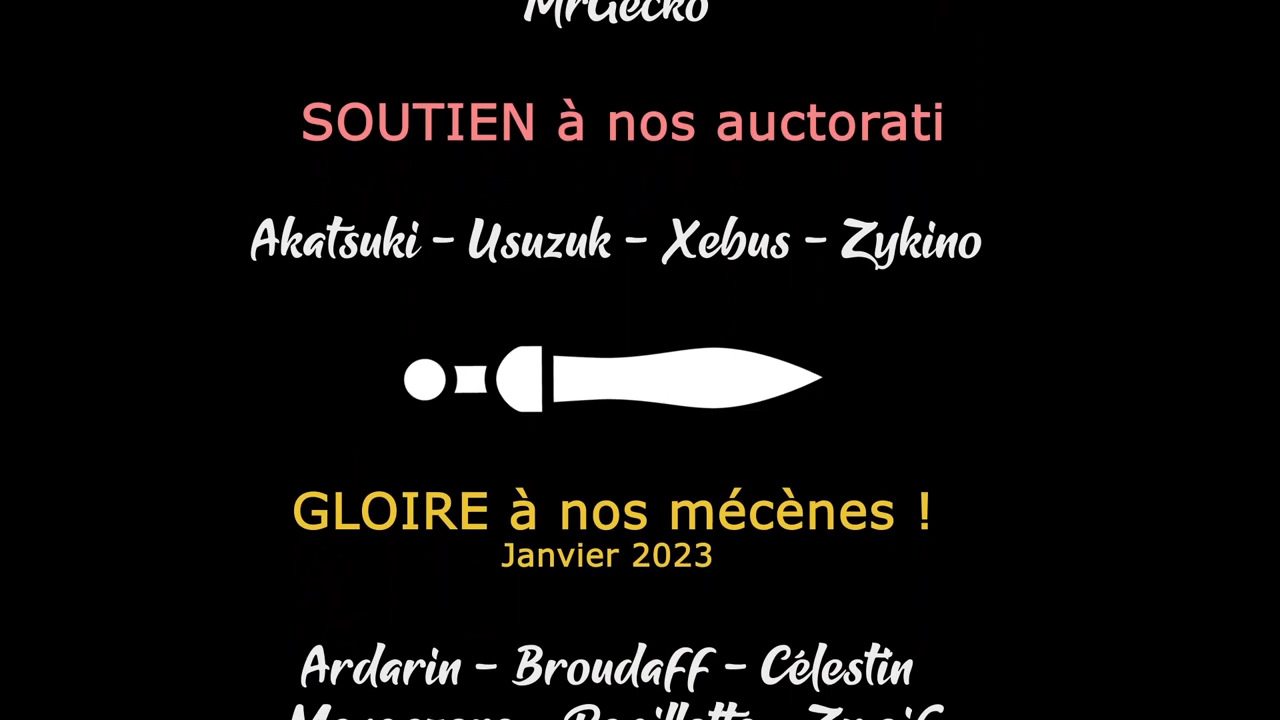 MrGecko
SOUTIEN à nos auctorati
Akatsuki - Usuzuk - Xebus - Zykino
GLOIRE à nos mécènes !
Janvier 2023
Ardarin - Broudaff - Célestin